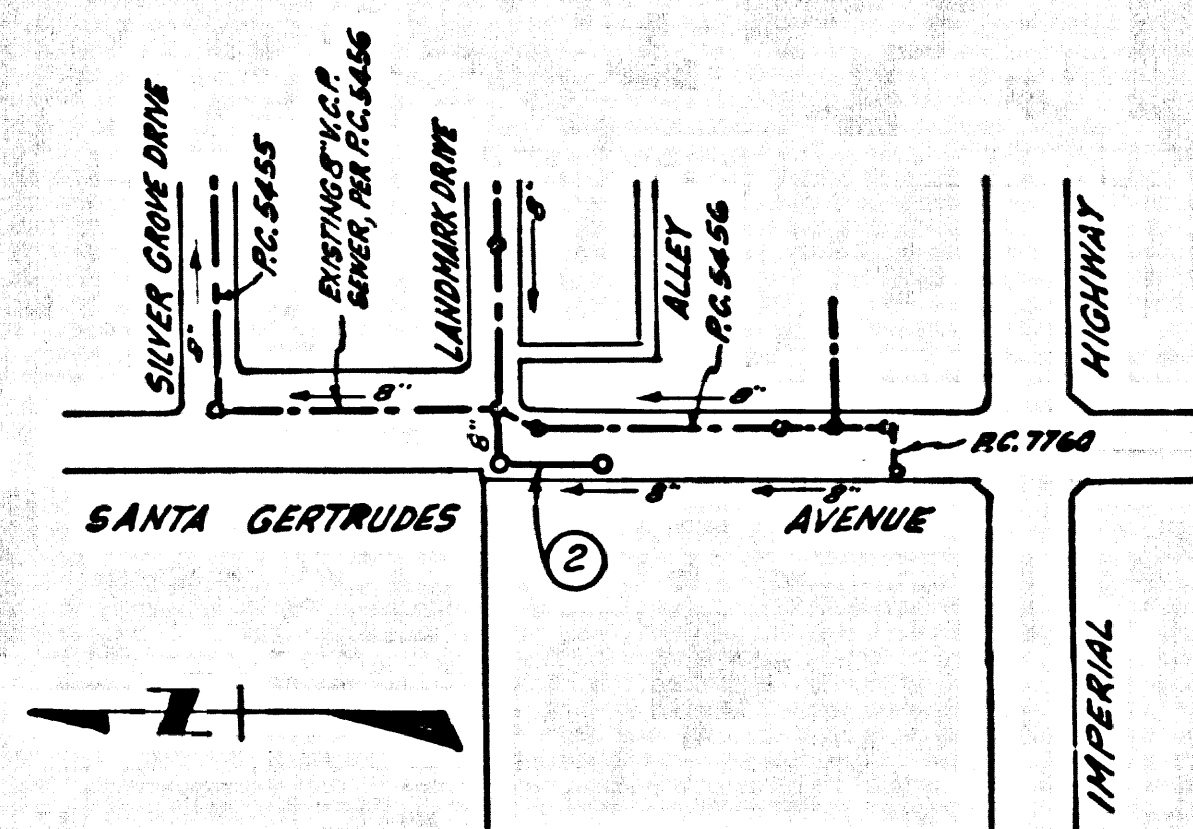 SILVER GROVE DRIVE
8"
P.C. 5455
EXISTING 8" V.C.P.
SEWER, PER P.C. 5456
LANDMARK DRIVE
8"
ALLEY
P.C. 5456
HIGHWAY
8"
8"
8"
P.C. 7760
8"
8"
SANTA GERTRUDES AVENUE
2
N
IMPERIAL